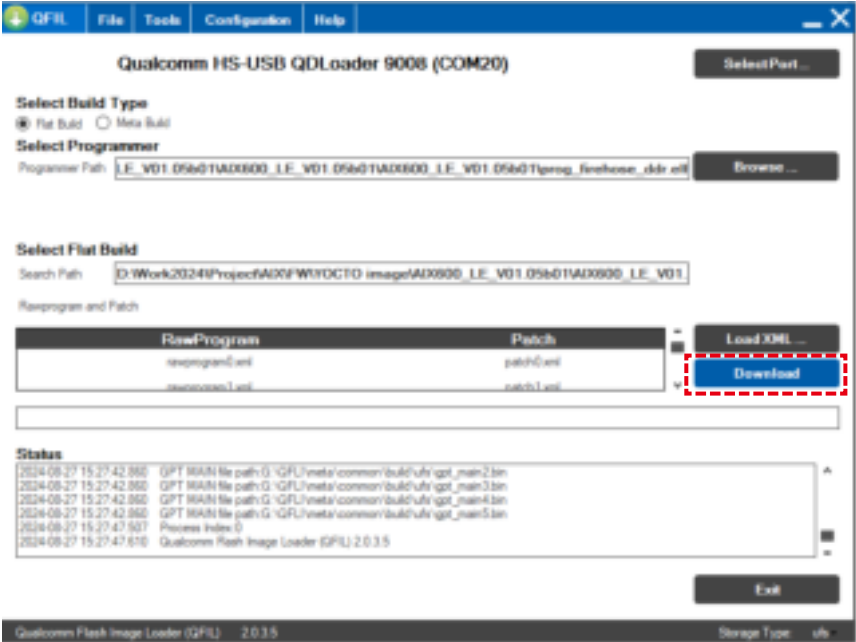 QFIL File Tools Configuration Help
Qualcomm HS-USB QDLoader 9008 (COM20)
Select Port...
Select Build Type
Flat Build Meta Build
Select Programmer
Programmer Path LE_V01.05b01\AIX600_LE_V01.05b01\AIX600_LE_V01.05b01\prog_firehose_ddr.elf
Browse ...
Select Flat Build
Search Path D:\Work2024\Project\AIX\FW\YOCTO image\AIX600_LE_V01.05b01\AIX600_LE_V01.
Rawprogram and Patch
RawProgram Patch
Load XML ...
rawprogram0.xml patch0.xml
Download
rawprogram1.xml patch1.xml
Status
2024-08-27 15:27:42.860 GPT MAIN file path:G:\QFIL\meta\common\build\ufs\gpt_main2.bin
2024-08-27 15:27:42.860 GPT MAIN file path:G:\QFIL\meta\common\build\ufs\gpt_main3.bin
2024-08-27 15:27:42.860 GPT MAIN file path:G:\QFIL\meta\common\build\ufs\gpt_main4.bin
2024-08-27 15:27:42.860 GPT MAIN file path:G:\QFIL\meta\common\build\ufs\gpt_main5.bin
2024-08-27 15:27:47.507 Process Index:0
2024-08-27 15:27:47.610 Qualcomm Flash Image Loader (QFIL) 2.0.3.5
Exit
Qualcomm Flash Image Loader (QFIL) 2.0.3.5 Storage Type: ufs